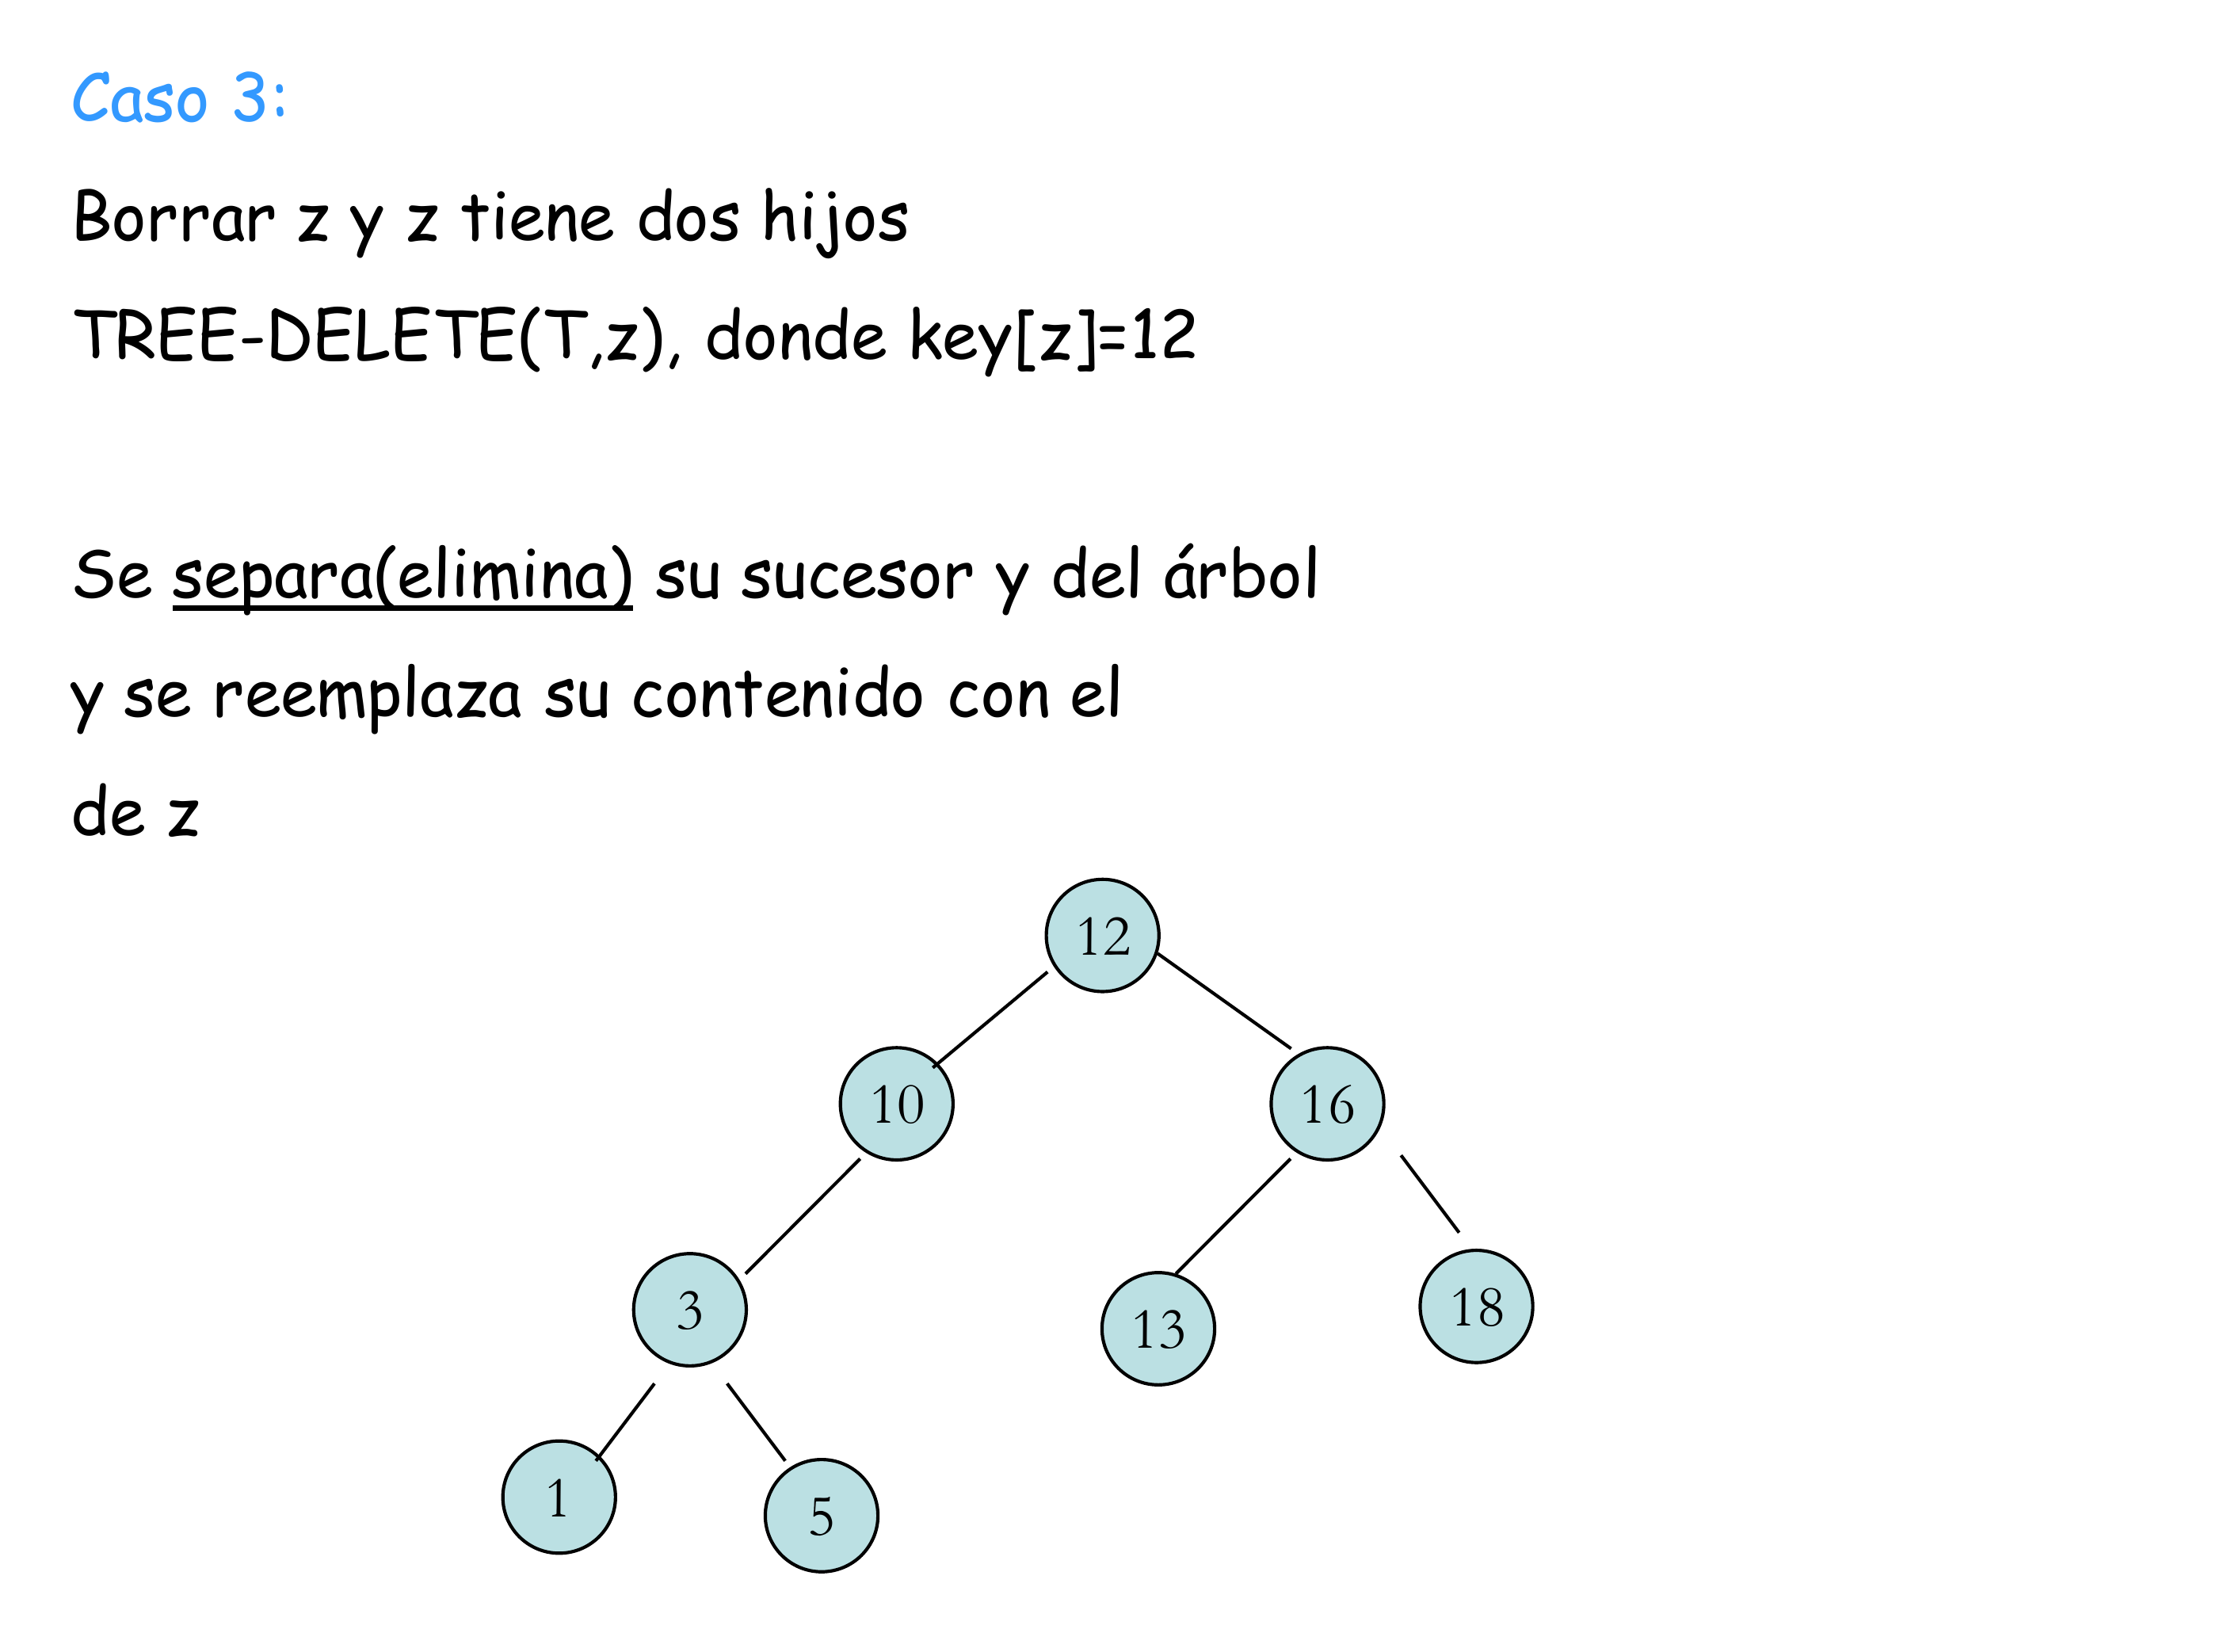 Caso 3:
Borrar z y z tiene dos hijos
TREE-DELETE(T,z), donde key[z]=12
Se separa(elimina) su sucesor y del árbol
y se reemplaza su contenido con el
de z
12
10
16
3
13
18
1
5